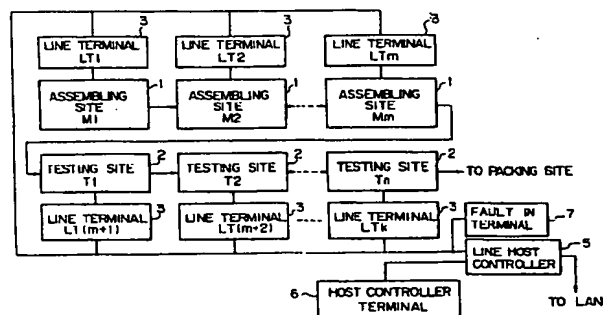 3
3
3
LINE TERMINAL
LT1
LINE TERMINAL
LT2
LINE TERMINAL
LTm
1
1
1
ASSEMBLING
SITE
M1
ASSEMBLING
SITE
M2
ASSEMBLING
SITE
Mm
2
2
2
TESTING SITE
T1
TESTING SITE
T2
TESTING SITE
Tn
TO PACKING SITE
3
3
3
LINE TERMINAL
LT(m+1)
LINE TERMINAL
LT(m+2)
LINE TERMINAL
LTk
FAULT IN
TERMINAL
7
LINE HOST
CONTROLLER
5
6
HOST CONTROLLER
TERMINAL
TO LAN